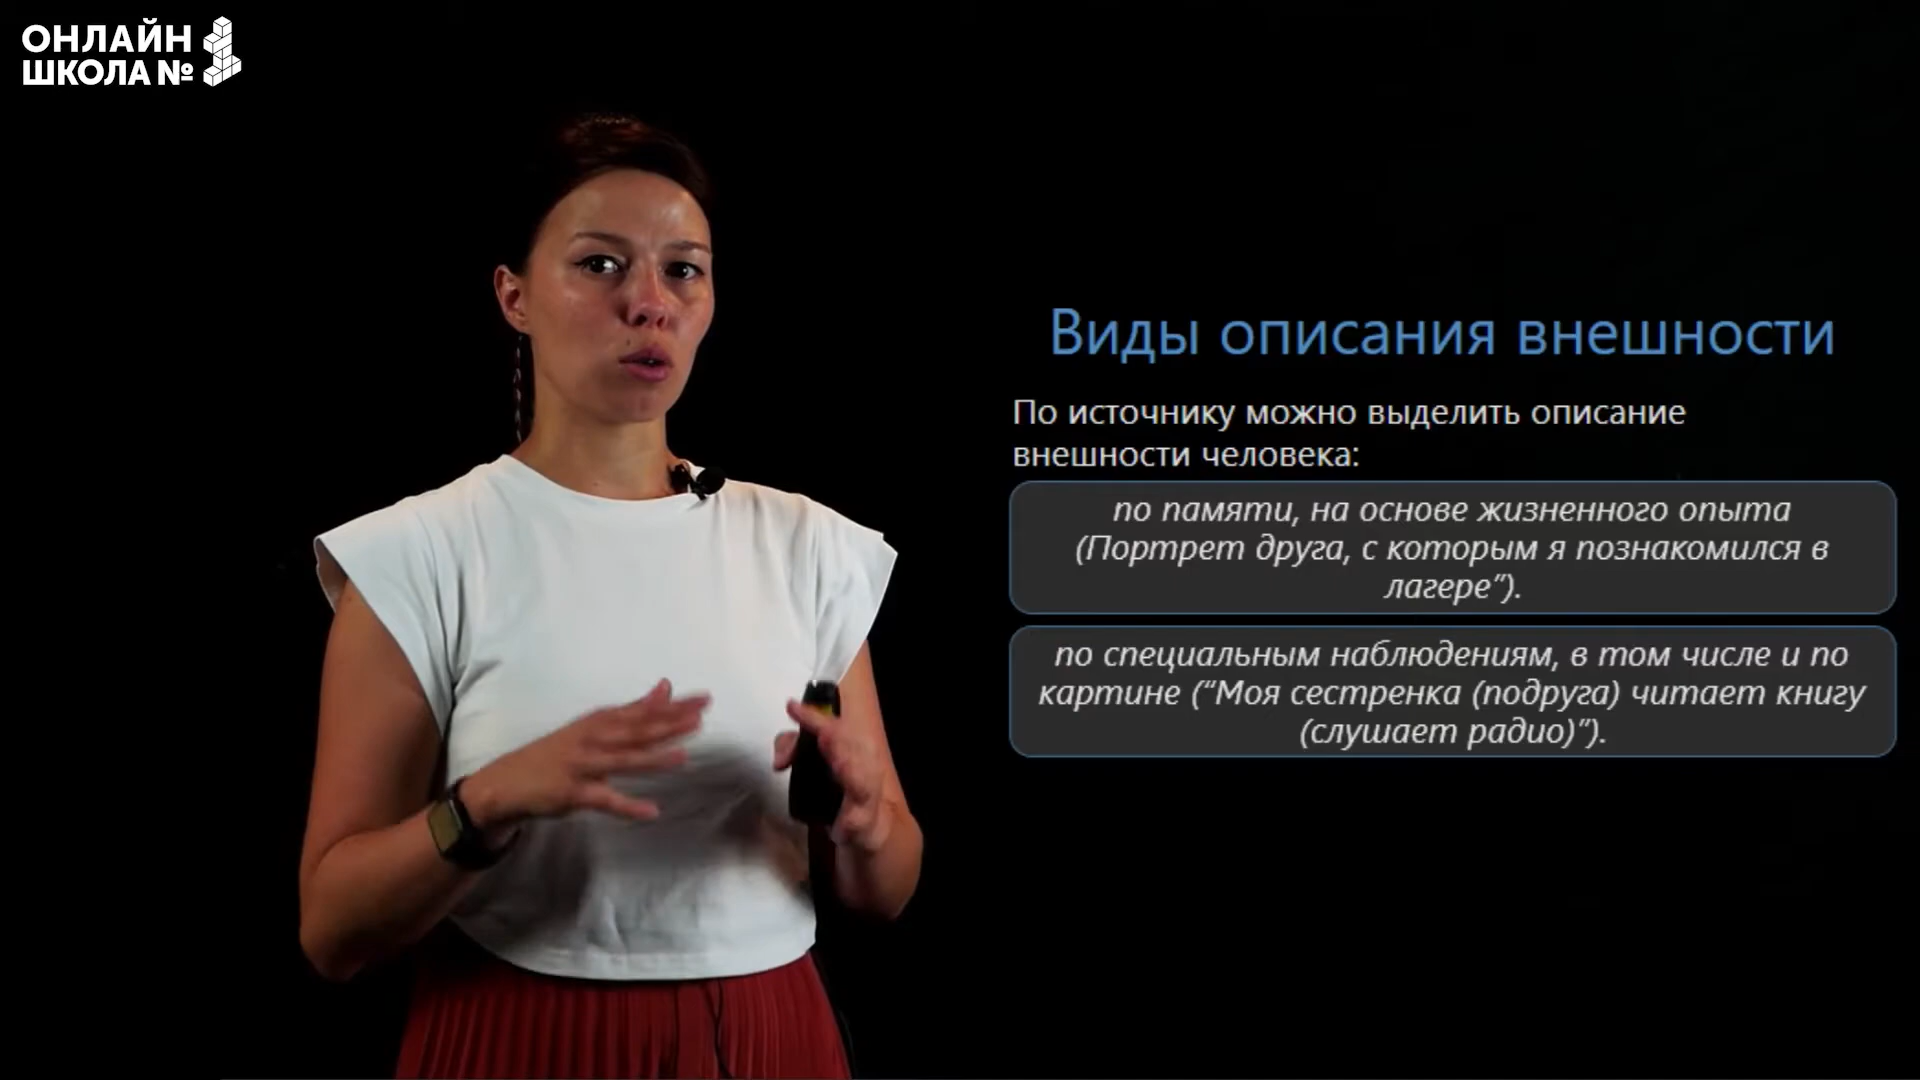 ОНЛАЙН
ШКОЛА №1
Виды описания внешности
По источнику можно выделить описание
внешности человека:
по памяти, на основе жизненного опыта
(Портрет друга, с которым я познакомился в
лагере”).
по специальным наблюдениям, в том числе и по
картине (“Моя сестренка (подруга) читает книгу
(слушает радио)”).